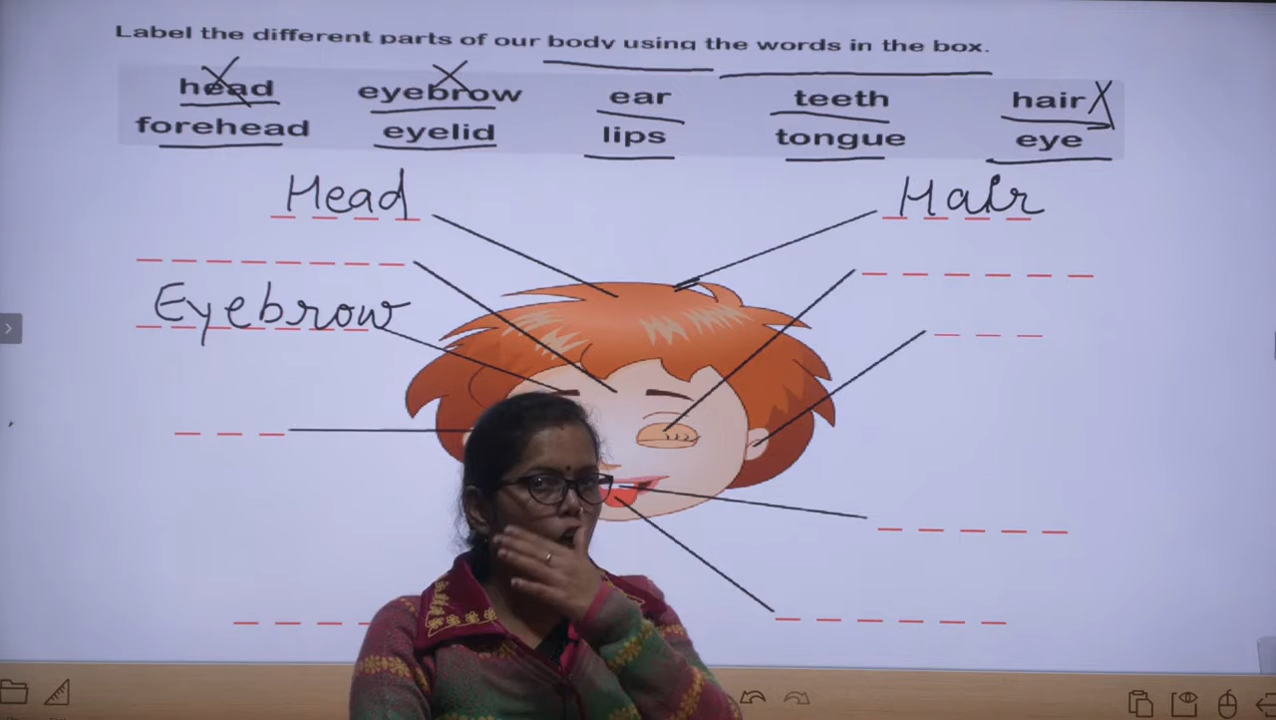 Label the different parts of our body using the words in the box.
head eyebrow ear teeth hair
forehead eyelid lips tongue eye
Head Hair
Eyebrow